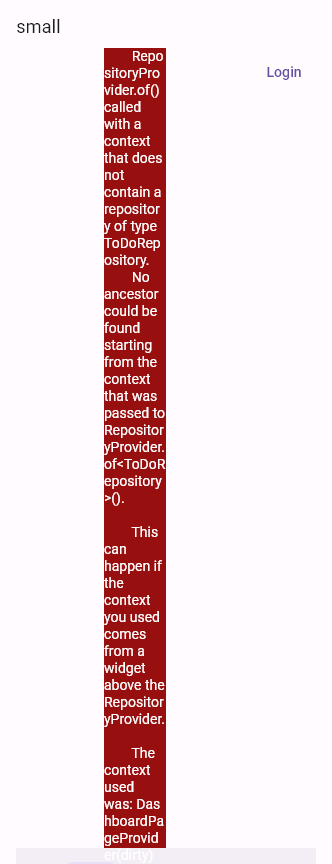 small
Login
Repo
sitoryPro
vider.of()
called
with a
context
that does
not
contain a
repositor
y of type
ToDoRep
ository.
No
ancestor
could be
found
starting
from the
context
that was
passed to
Repositor
yProvider.
of<ToDoR
epository
>().
This
can
happen if
the
context
you used
comes
from a
widget
above the
Repositor
yProvider.
The
context
used
was: Das
hboardPa
geProvid
er(dirty)